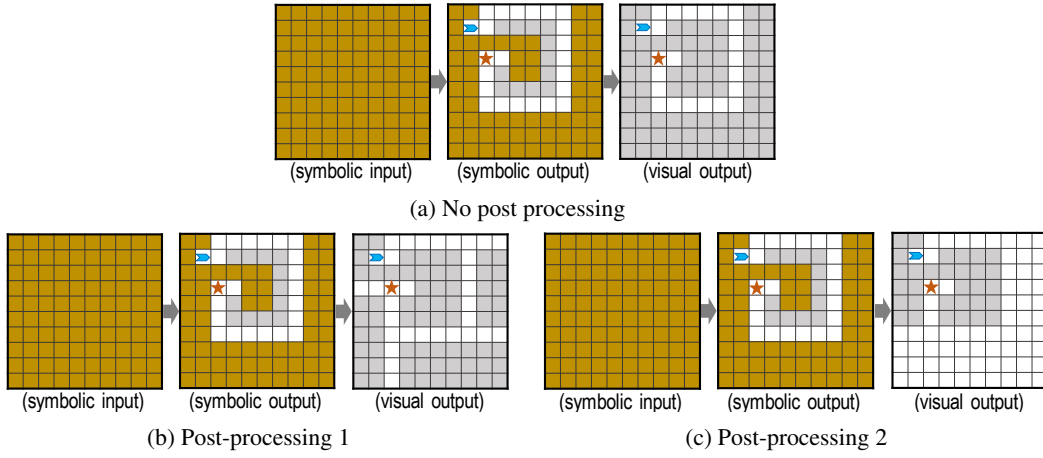 (symbolic input) (symbolic output) (visual output)
(a) No post processing
(symbolic input) (symbolic output) (visual output) (symbolic input) (symbolic output) (visual output)
(b) Post-processing 1 (c) Post-processing 2